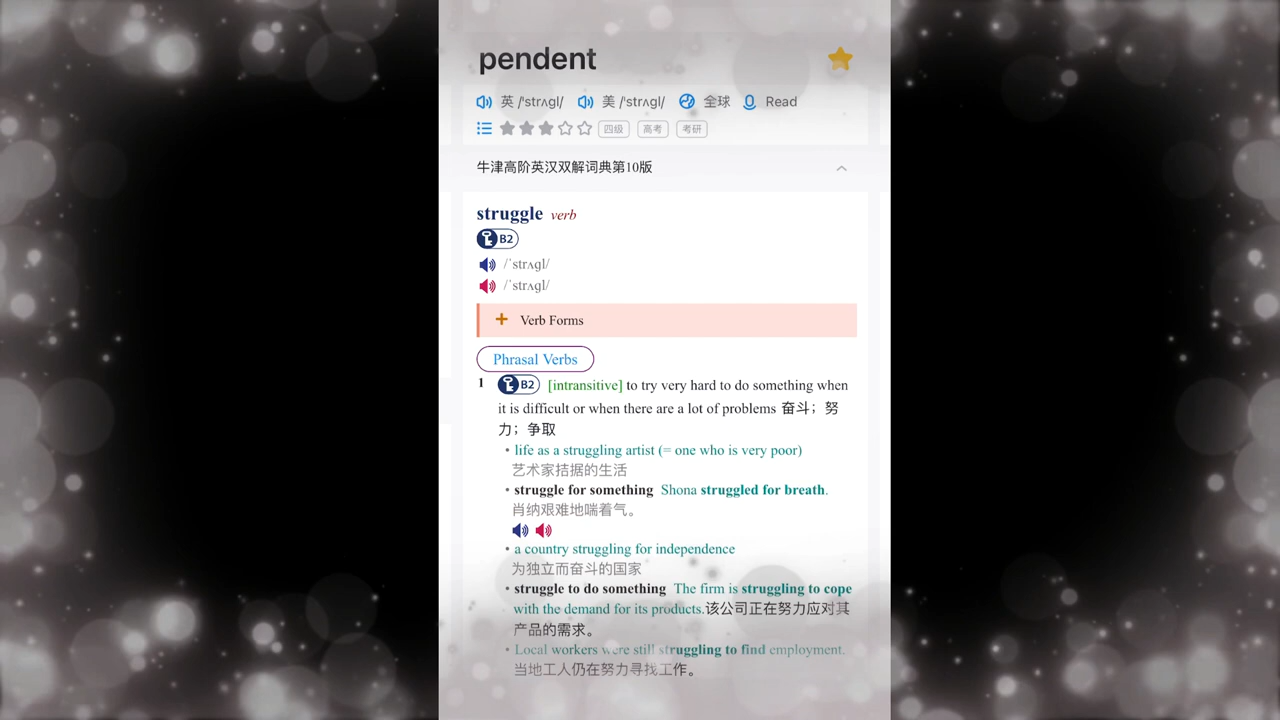 pendent
英 /ˈstrʌɡl/ 美 /ˈstrʌɡl/ 全球 Read
四级 高考 考研
牛津高阶英汉双解词典第10版
struggle verb
B2
/ˈstrʌɡl/
/ˈstrʌɡl/
+ Verb Forms
Phrasal Verbs
1 B2 [intransitive] to try very hard to do something when
it is difficult or when there are a lot of problems 奋斗；努
力；争取
• life as a struggling artist (= one who is very poor)
艺术家拮据的生活
• struggle for something Shona struggled for breath.
肖纳艰难地喘着气。
• a country struggling for independence
为独立而奋斗的国家
• struggle to do something The firm is struggling to cope
with the demand for its products.该公司正在努力应对其
产品的需求。
• Local workers were still struggling to find employment.
当地工人仍在努力寻找工作。